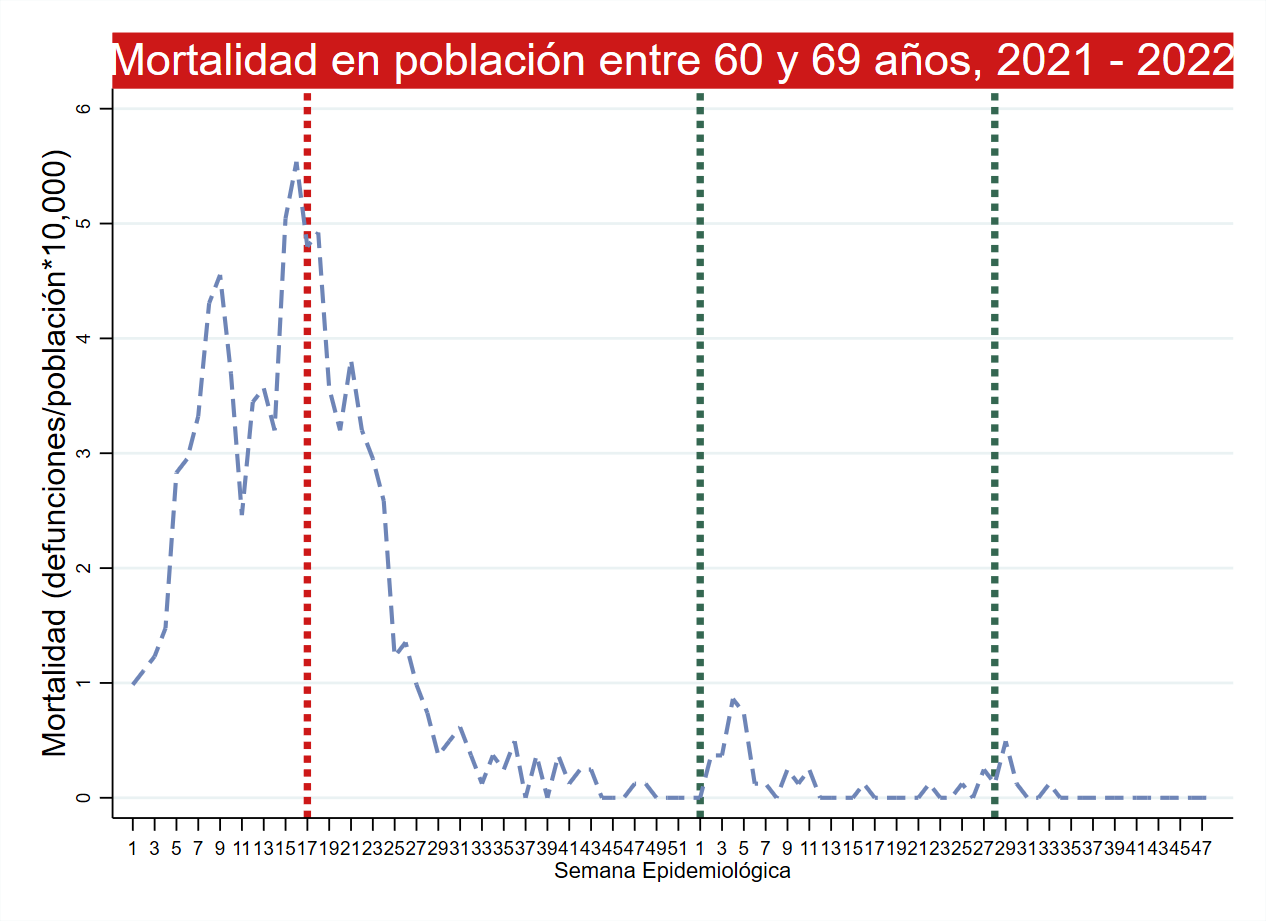 Mortalidad en población entre 60 y 69 años, 2021 - 2022
Mortalidad (defunciones/población*10,000)
6
5
4
3
2
1
0
1 3 5 7 9 11 13 15 17 19 21 23 25 27 29 31 33 35 37 39 41 43 45 47 49 51 1 3 5 7 9 11 13 15 17 19 21 23 25 27 29 31 33 35 37 39 41 43 45 47
Semana Epidemiológica